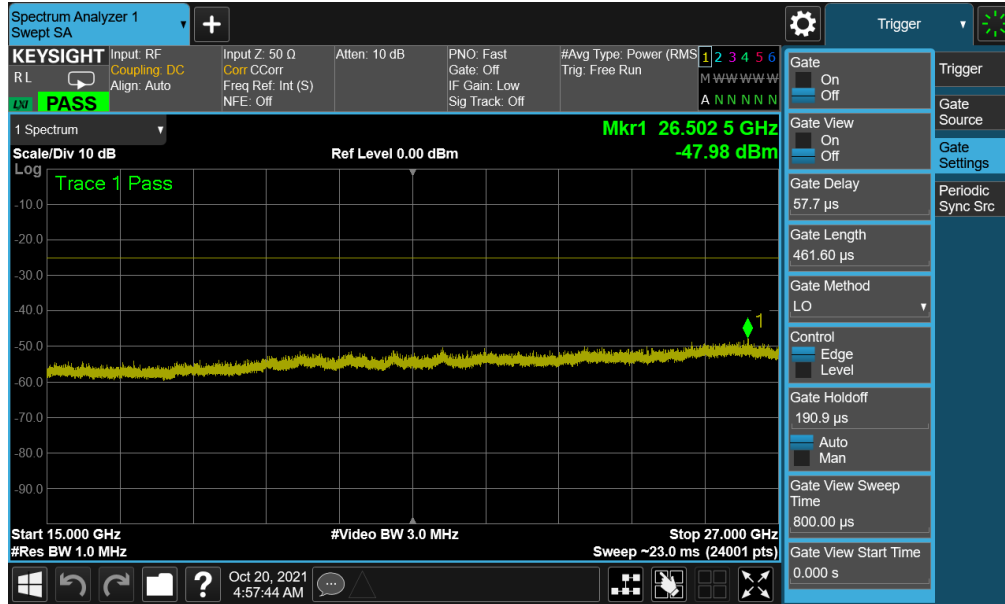 Spectrum Analyzer 1
Swept SA
+
Trigger
KEYSIGHT
RL
LXI PASS
Input: RF
Coupling: DC
Align: Auto
Input Z: 50 Ω
Corr CCorr
Freq Ref: Int (S)
NFE: Off
Atten: 10 dB
PNO: Fast
Gate: Off
IF Gain: Low
Sig Track: Off
#Avg Type: Power (RMS
Trig: Free Run
1 2 3 4 5 6
M W W W W W
A N N N N N
1 Spectrum
Scale/Div 10 dB
Ref Level 0.00 dBm
Mkr1 26.502 5 GHz
-47.98 dBm
Log
Trace 1 Pass
-10.0
-20.0
-30.0
-40.0
-50.0
-60.0
-70.0
-80.0
-90.0
1
Start 15.000 GHz
#Res BW 1.0 MHz
#Video BW 3.0 MHz
Stop 27.000 GHz
Sweep ~23.0 ms (24001 pts)
?
Oct 20, 2021
4:57:44 AM
Gate
On
Off
Gate View
On
Off
Gate Delay
57.7 µs
Gate Length
461.60 µs
Gate Method
LO
Control
Edge
Level
Gate Holdoff
190.9 µs
Auto
Man
Gate View Sweep
Time
800.00 µs
Gate View Start Time
0.000 s
Trigger
Gate
Source
Gate
Settings
Periodic
Sync Src